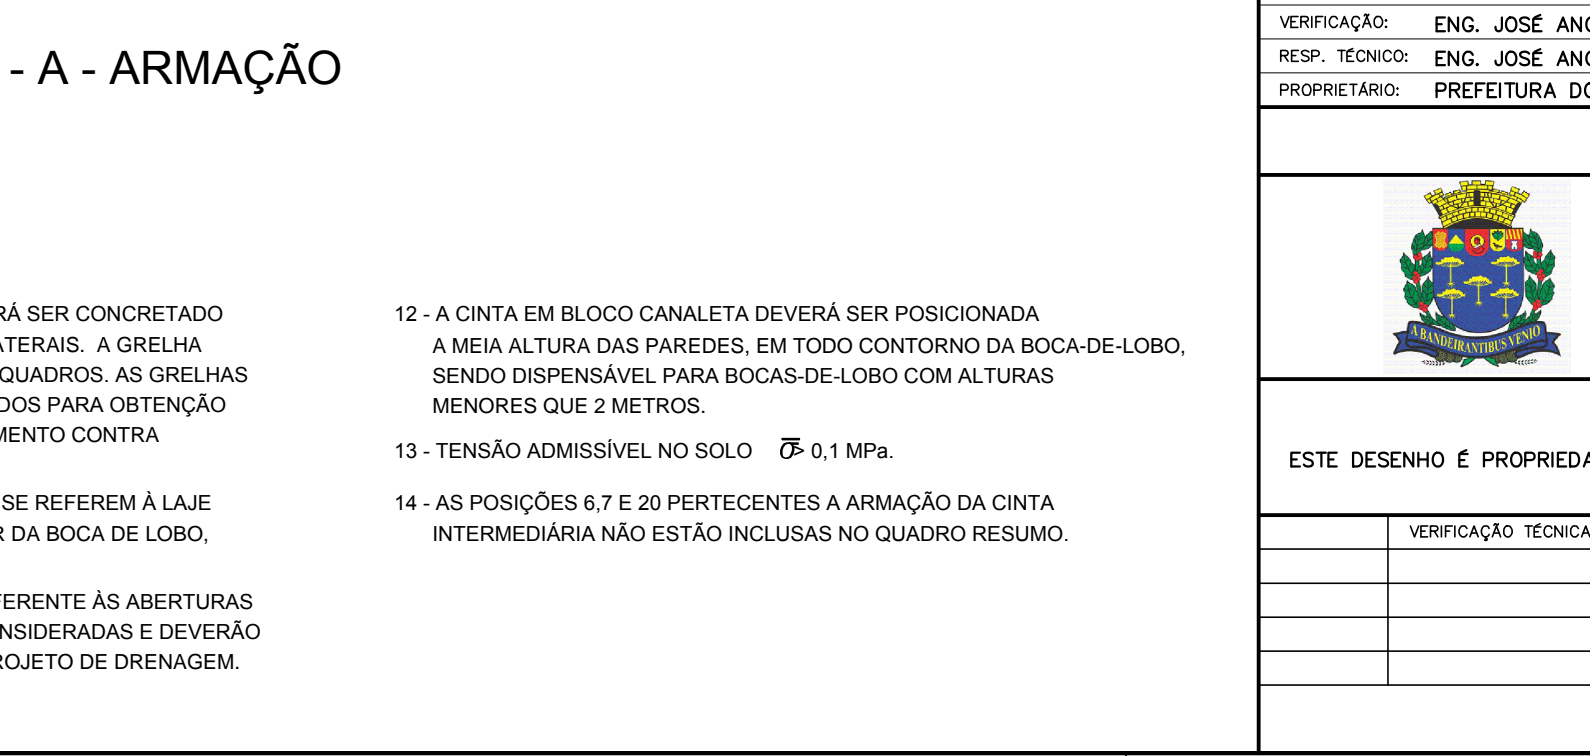 - A - ARMAÇÃO
RÁ SER CONCRETADO
ATERAIS.  A GRELHA
QUADROS. AS GRELHAS
DOS PARA OBTENÇÃO
MENTO CONTRA
SE REFEREM À LAJE
R DA BOCA DE LOBO,
FERENTE ÀS ABERTURAS
NSIDERADAS E DEVERÃO
ROJETO DE DRENAGEM.
12 - A CINTA EM BLOCO CANALETA DEVERÁ SER POSICIONADA
A MEIA ALTURA DAS PAREDES, EM TODO CONTORNO DA BOCA-DE-LOBO,
SENDO DISPENSÁVEL PARA BOCAS-DE-LOBO COM ALTURAS
MENORES QUE 2 METROS.
13 - TENSÃO ADMISSÍVEL NO SOLO σ̅> 0,1 MPa.
14 - AS POSIÇÕES 6,7 E 20 PERTECENTES A ARMAÇÃO DA CINTA
INTERMEDIÁRIA NÃO ESTÃO INCLUSAS NO QUADRO RESUMO.
VERIFICAÇÃO: ENG. JOSÉ ANG
RESP. TÉCNICO: ENG. JOSÉ ANG
PROPRIETÁRIO: PREFEITURA DO
A BANDEIRANTIBUS VENIO
ESTE DESENHO É PROPRIEDA
VERIFICAÇÃO TÉCNICA